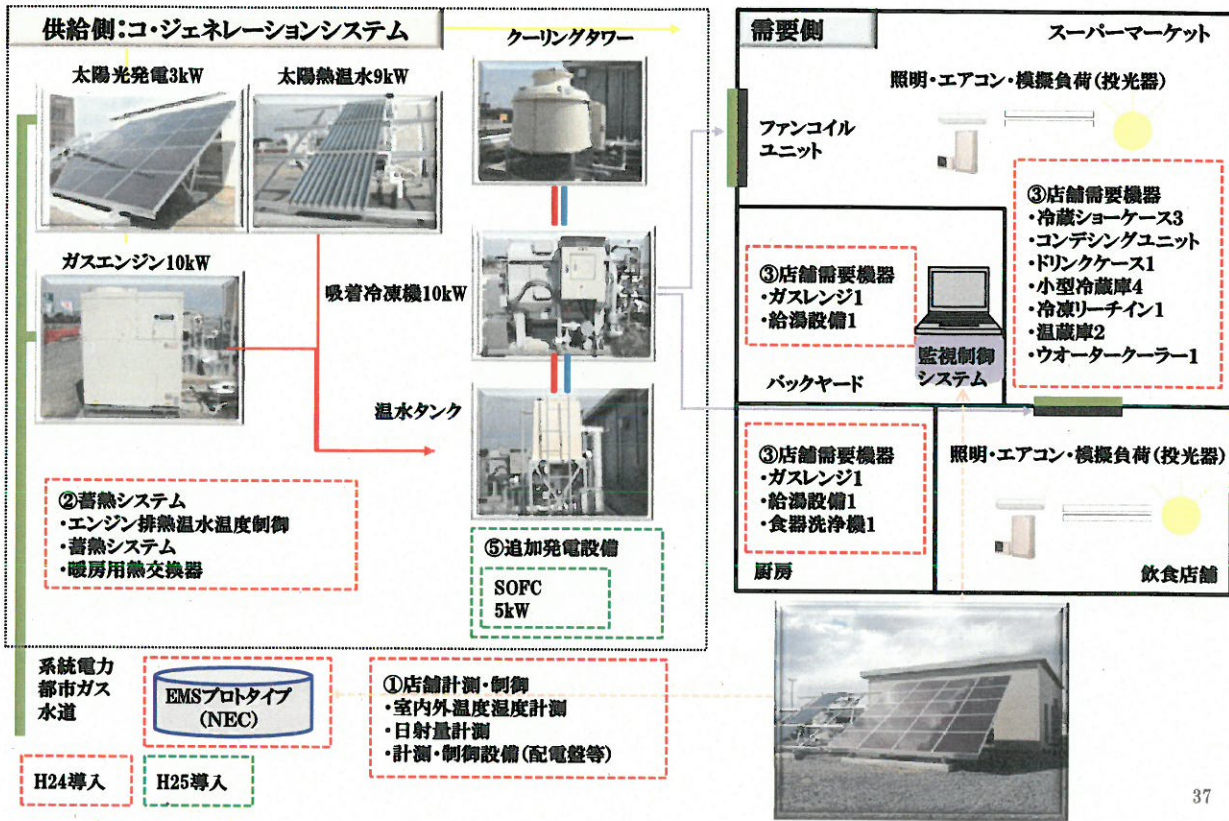 供給側:コ・ジェネレーションシステム
太陽光発電3kW
太陽熱温水9kW
クーリングタワー
ガスエンジン10kW
吸着冷凍機10kW
温水タンク
②蓄熱システム
・エンジン排熱温水温度制御
・蓄熱システム
・暖房用熱交換器
⑤追加発電設備
SOFC
5kW
系統電力
都市ガス
水道
EMSプロトタイプ
(NEC)
①店舗計測・制御
・室内外温度湿度計測
・日射量計測
・計測・制御設備(配電盤等)
H24導入
H25導入
需要側
スーパーマーケット
照明・エアコン・模擬負荷(投光器)
ファンコイル
ユニット
③店舗需要機器
・冷蔵ショーケース3
・コンデシングユニット
・ドリンクケース1
・小型冷蔵庫4
・冷凍リーチイン1
・温蔵庫2
・ウオータークーラー1
③店舗需要機器
・ガスレンジ1
・給湯設備1
監視制御
システム
バックヤード
③店舗需要機器
・ガスレンジ1
・給湯設備1
・食器洗浄機1
厨房
照明・エアコン・模擬負荷(投光器)
飲食店舗
37